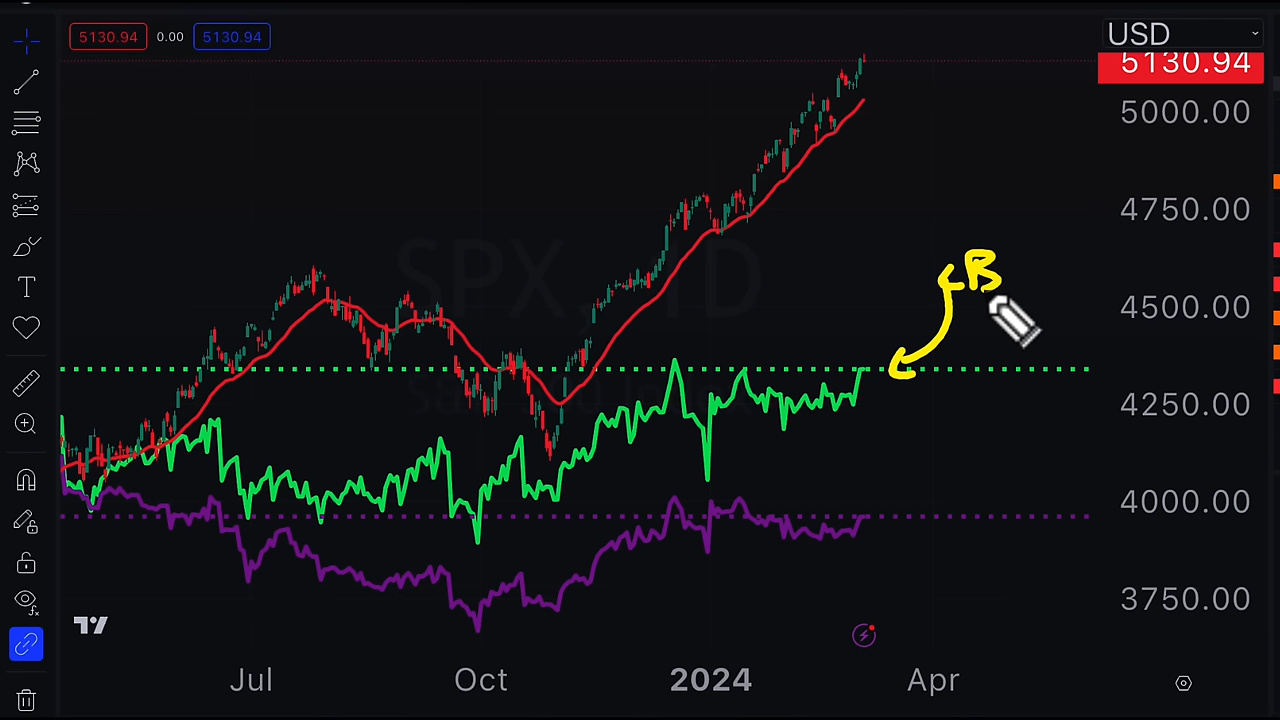 5130.94 0.00 5130.94
USD
5130.94
5000.00
4750.00
SPX, 1D
B
4500.00
4250.00
4000.00
3750.00
Jul Oct 2024 Apr